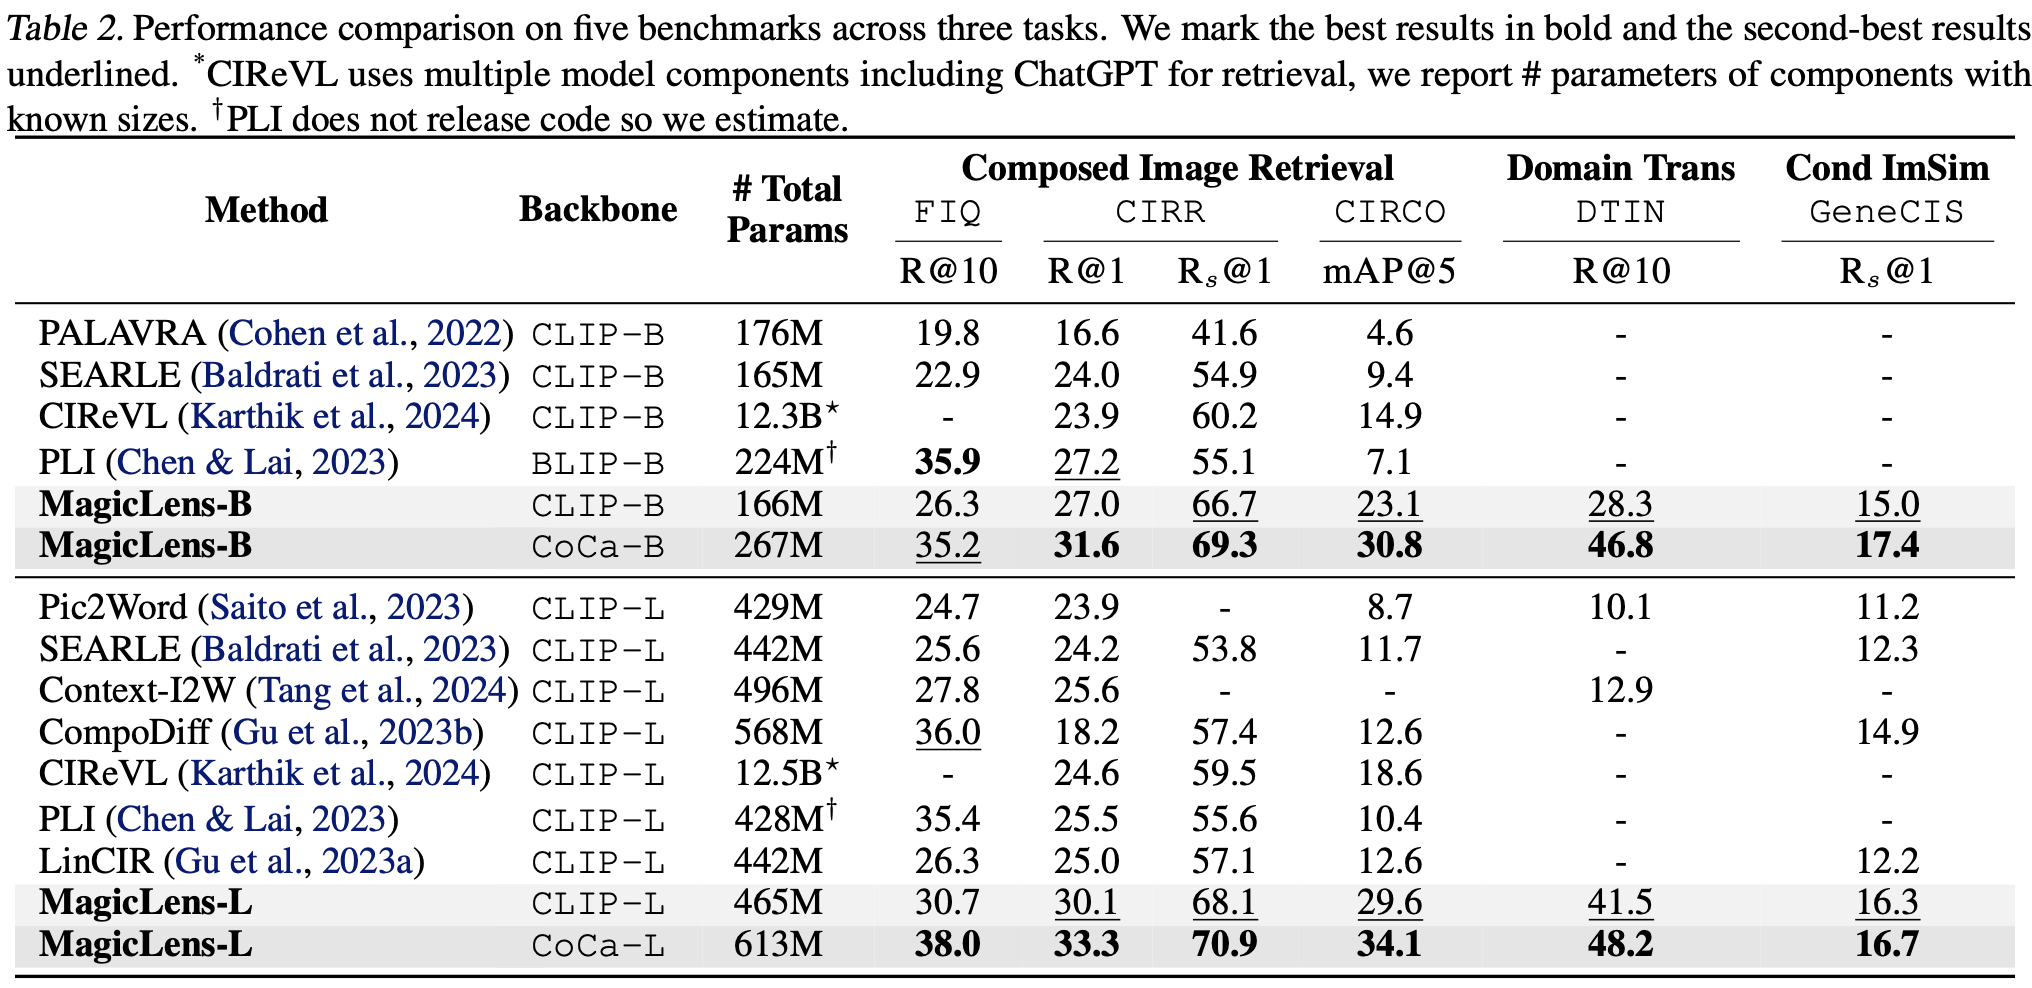 Table 2. Performance comparison on five benchmarks across three tasks. We mark the best results in bold and the second-best results
underlined. *CIReVL uses multiple model components including ChatGPT for retrieval, we report # parameters of components with
known sizes. †PLI does not release code so we estimate.
Method Backbone # Total Params Composed Image Retrieval Domain Trans Cond ImSim
FIQ CIRR CIRCO DTIN GeneCIS
R@10 R@1 Rs@1 mAP@5 R@10 Rs@1
PALAVRA (Cohen et al., 2022) CLIP-B 176M 19.8 16.6 41.6 4.6 - -
SEARLE (Baldrati et al., 2023) CLIP-B 165M 22.9 24.0 54.9 9.4 - -
CIReVL (Karthik et al., 2024) CLIP-B 12.3B* - 23.9 60.2 14.9 - -
PLI (Chen & Lai, 2023) BLIP-B 224M† 35.9 27.2 55.1 7.1 - -
MagicLens-B CLIP-B 166M 26.3 27.0 66.7 23.1 28.3 15.0
MagicLens-B CoCa-B 267M 35.2 31.6 69.3 30.8 46.8 17.4
Pic2Word (Saito et al., 2023) CLIP-L 429M 24.7 23.9 - 8.7 10.1 11.2
SEARLE (Baldrati et al., 2023) CLIP-L 442M 25.6 24.2 53.8 11.7 - 12.3
Context-I2W (Tang et al., 2024) CLIP-L 496M 27.8 25.6 - - 12.9 -
CompoDiff (Gu et al., 2023b) CLIP-L 568M 36.0 18.2 57.4 12.6 - 14.9
CIReVL (Karthik et al., 2024) CLIP-L 12.5B* - 24.6 59.5 18.6 - -
PLI (Chen & Lai, 2023) CLIP-L 428M† 35.4 25.5 55.6 10.4 - -
LinCIR (Gu et al., 2023a) CLIP-L 442M 26.3 25.0 57.1 12.6 - 12.2
MagicLens-L CLIP-L 465M 30.7 30.1 68.1 29.6 41.5 16.3
MagicLens-L CoCa-L 613M 38.0 33.3 70.9 34.1 48.2 16.7